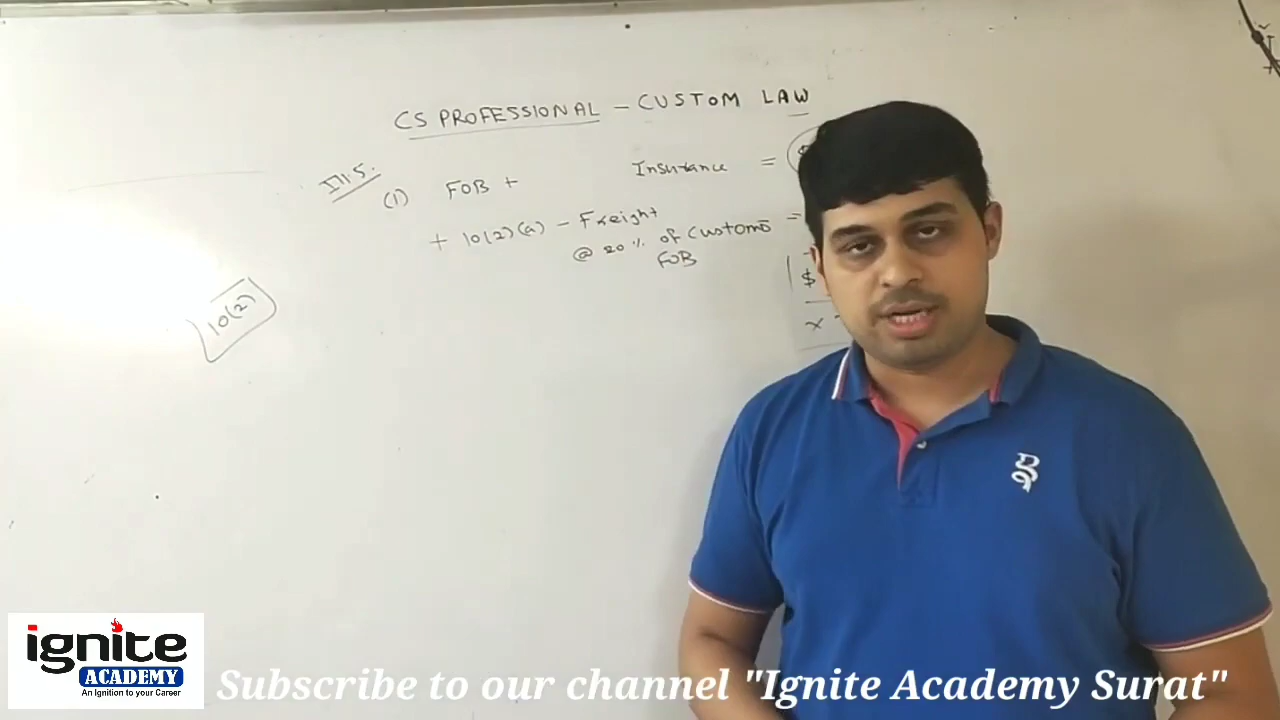 CS PROFESSIONAL - CUSTOM LAW
Ill 5.
(1) FOB + Insurance = $
+ 10(2)(a) - Freight =
@ 20% of Customs
FOB
$
x
10(2)
ignite
ACADEMY
An Ignition to your Career
Subscribe to our channel "Ignite Academy Surat"